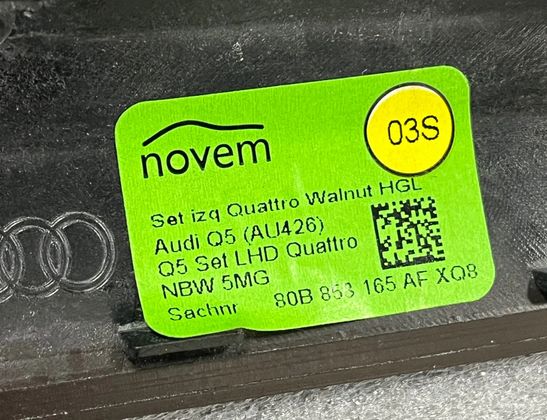 novem
03S
Set izq Quattro Walnut HGL
Audi Q5 (AU426)
Q5 Set LHD Quattro
NBW 5MG
Sachnr 80B 853 165 AF XQ8